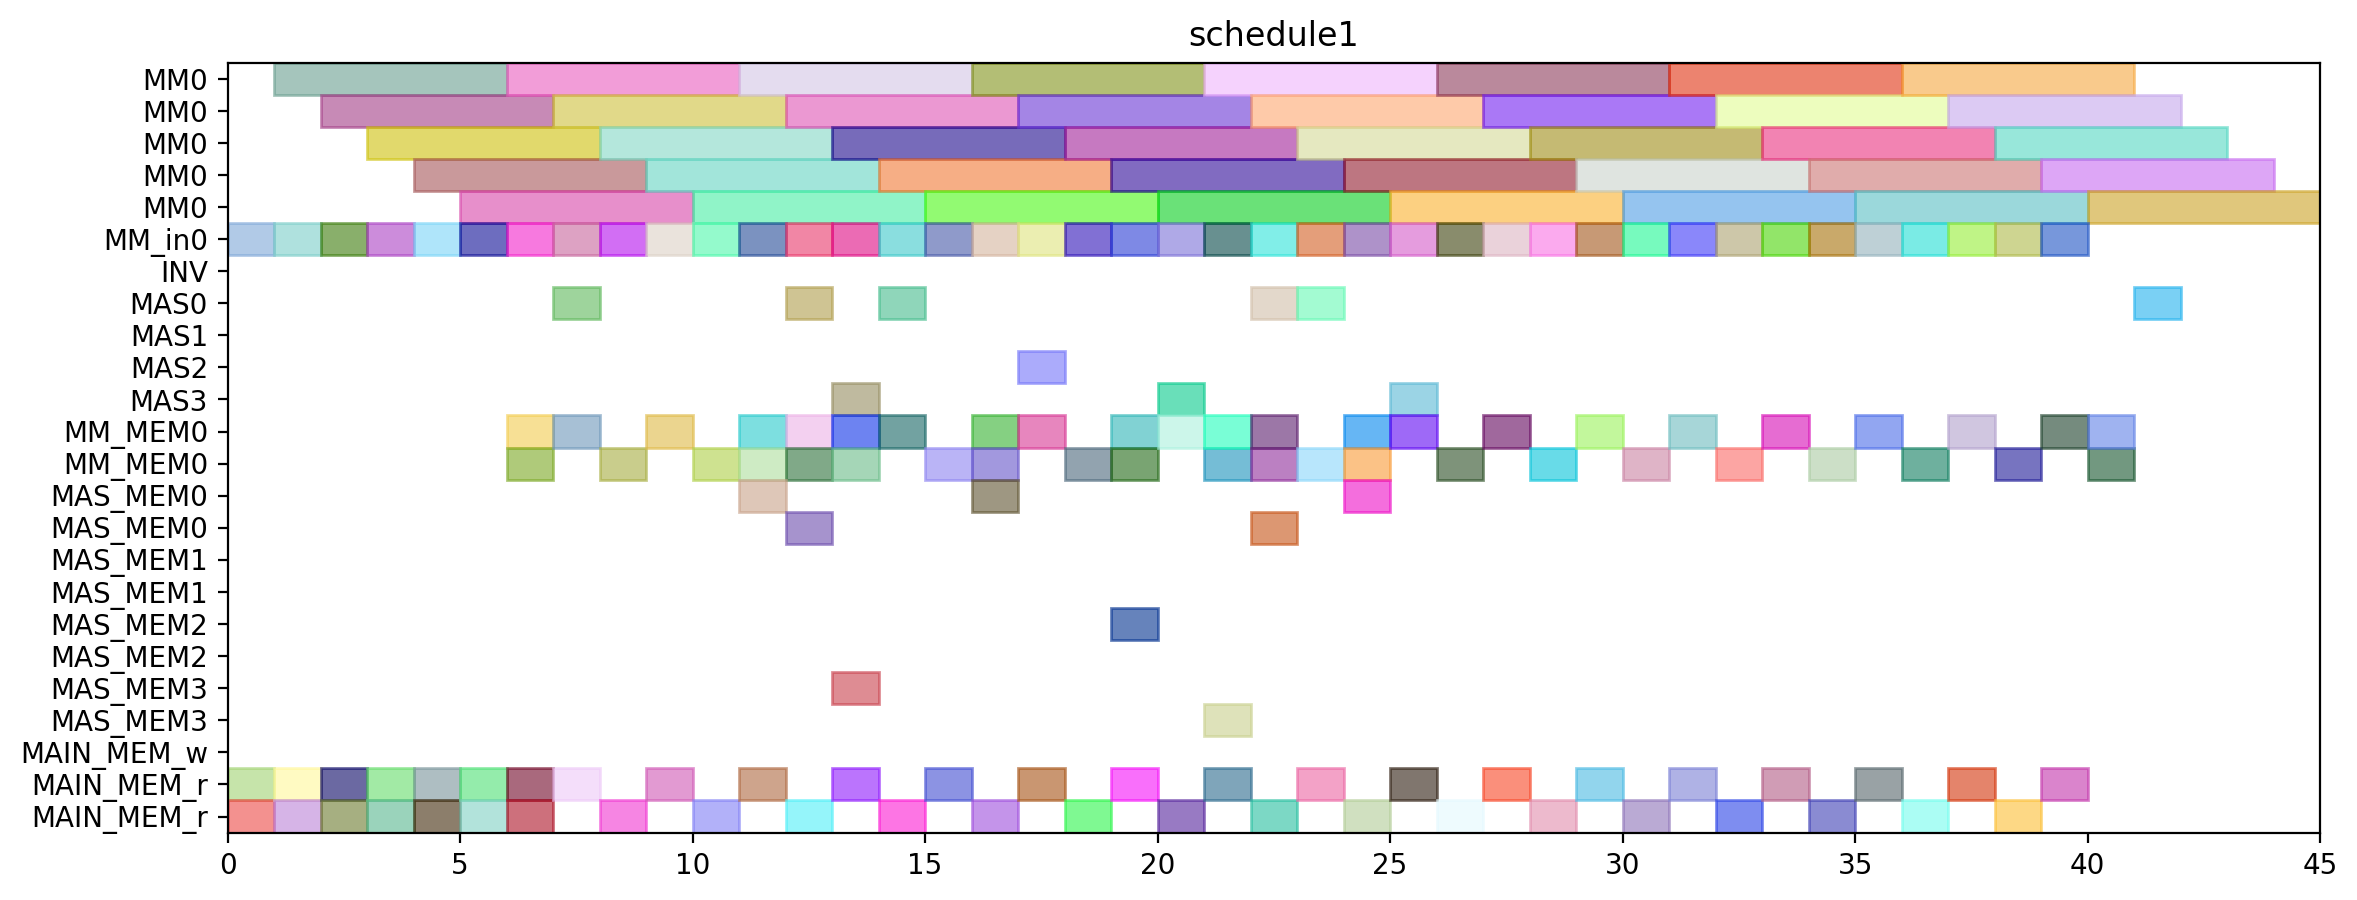 schedule1
MM0
MM0
MM0
MM0
MM0
MM_in0
INV
MAS0
MAS1
MAS2
MAS3
MM_MEM0
MM_MEM0
MAS_MEM0
MAS_MEM0
MAS_MEM1
MAS_MEM1
MAS_MEM2
MAS_MEM2
MAS_MEM3
MAS_MEM3
MAIN_MEM_w
MAIN_MEM_r
MAIN_MEM_r
0 5 10 15 20 25 30 35 40 45